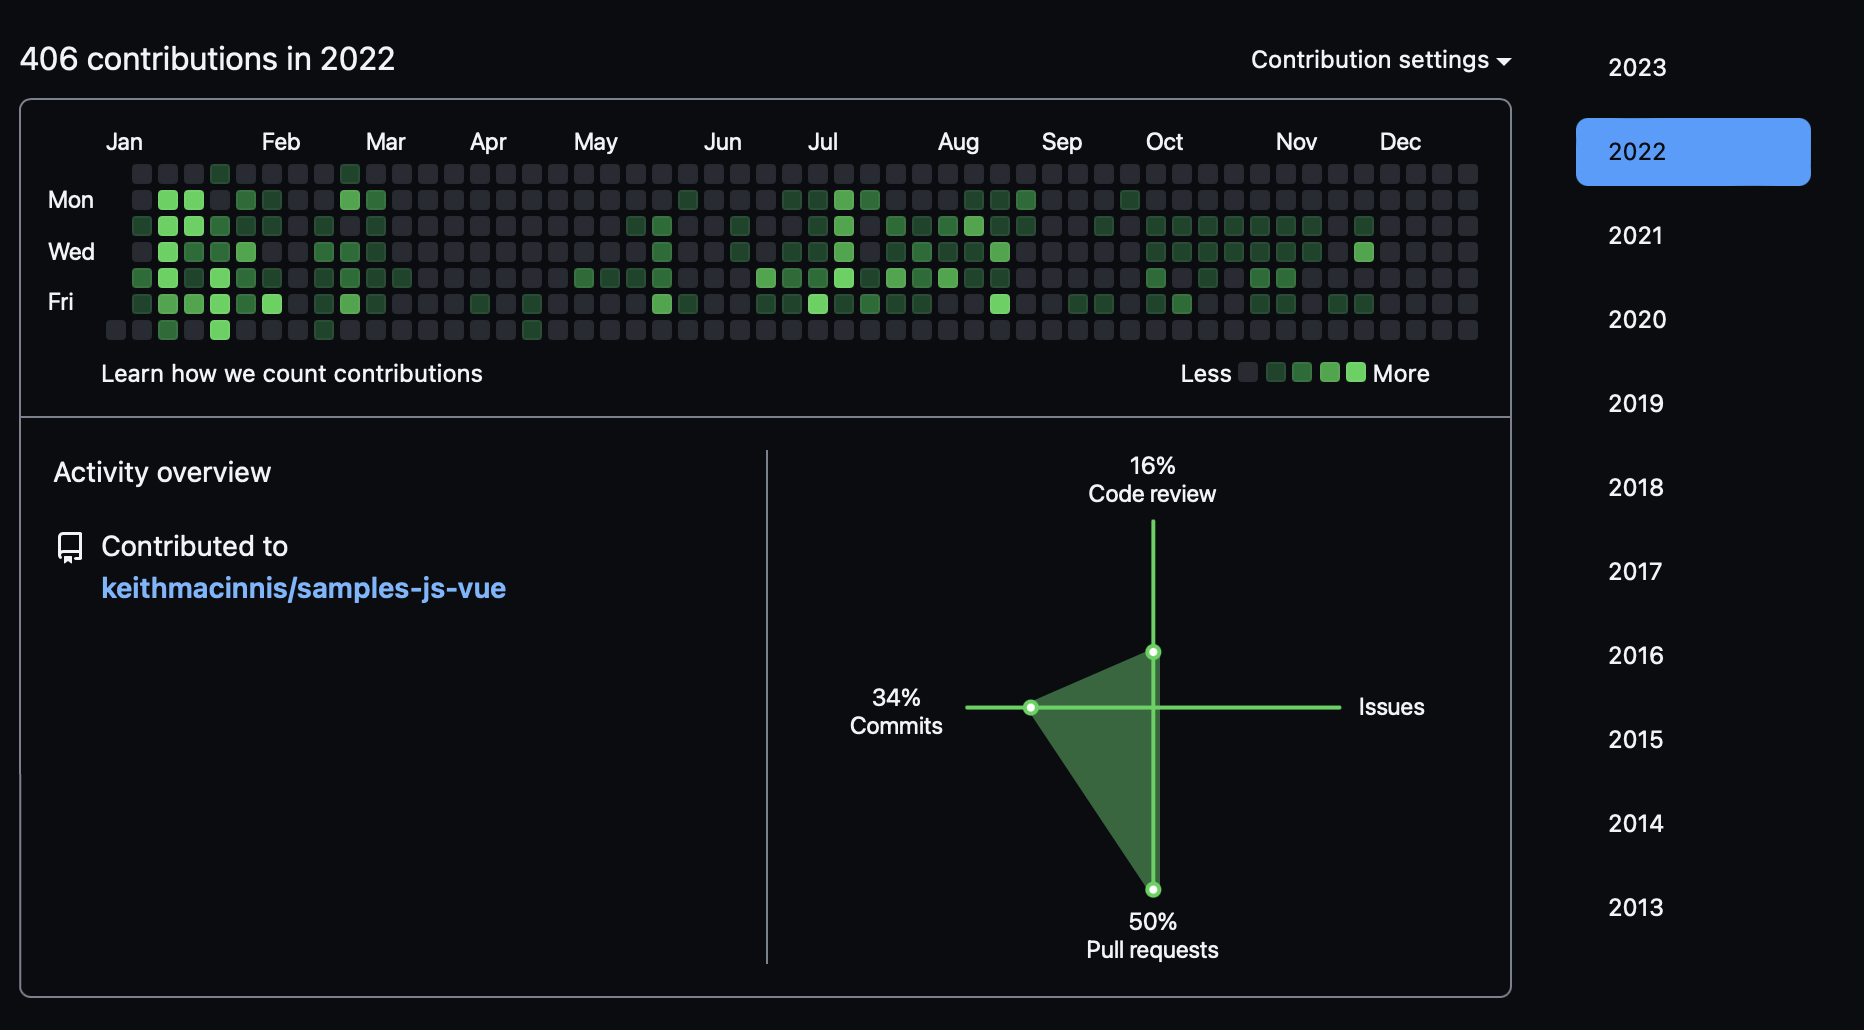 406 contributions in 2022
Contribution settings
Jan Feb Mar Apr May Jun Jul Aug Sep Oct Nov Dec
Mon
Wed
Fri
Learn how we count contributions
Less More
Activity overview
Contributed to
keithmacinnis/samples-js-vue
16%
Code review
34%
Commits
Issues
50%
Pull requests
2023
2022
2021
2020
2019
2018
2017
2016
2015
2014
2013